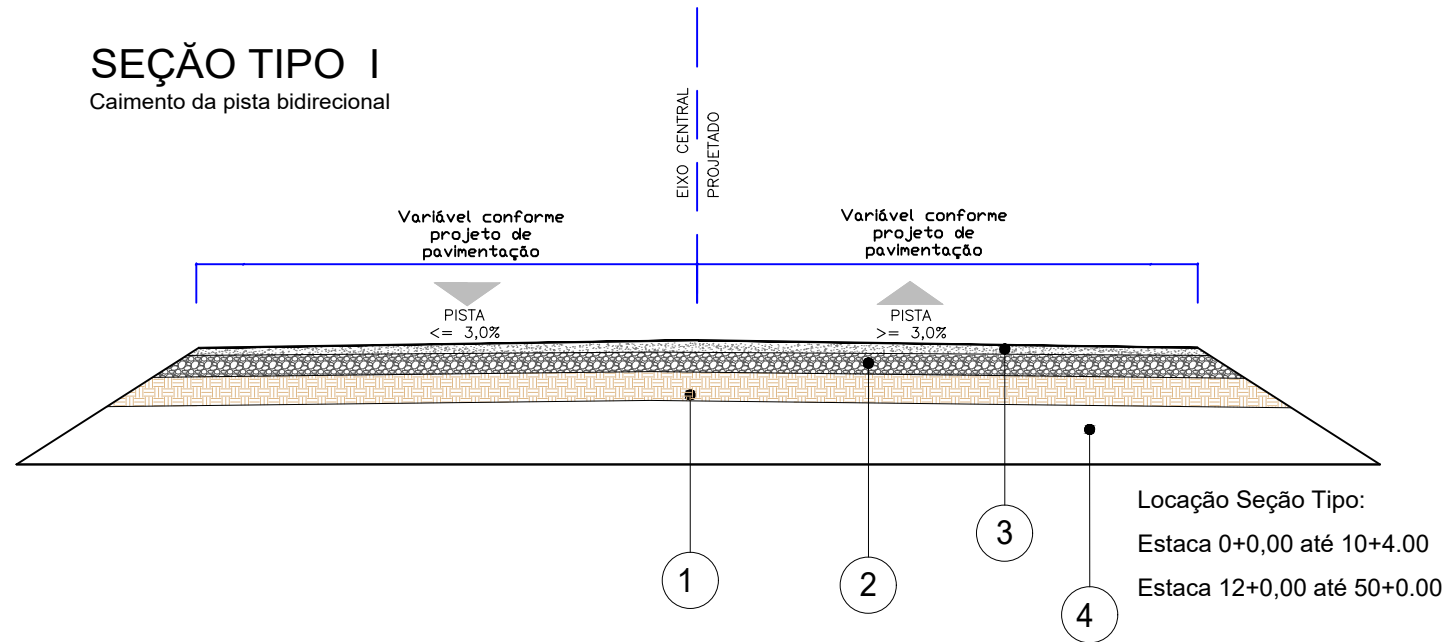 SEÇÃO TIPO I
Caimento da pista bidirecional
EIXO CENTRAL
PROJETADO
Variável conforme
projeto de
pavimentação
Variável conforme
projeto de
pavimentação
PISTA
<= 3,0%
PISTA
>= 3,0%
1
2
3
4
Locação Seção Tipo:
Estaca 0+0,00 até 10+4.00
Estaca 12+0,00 até 50+0.00